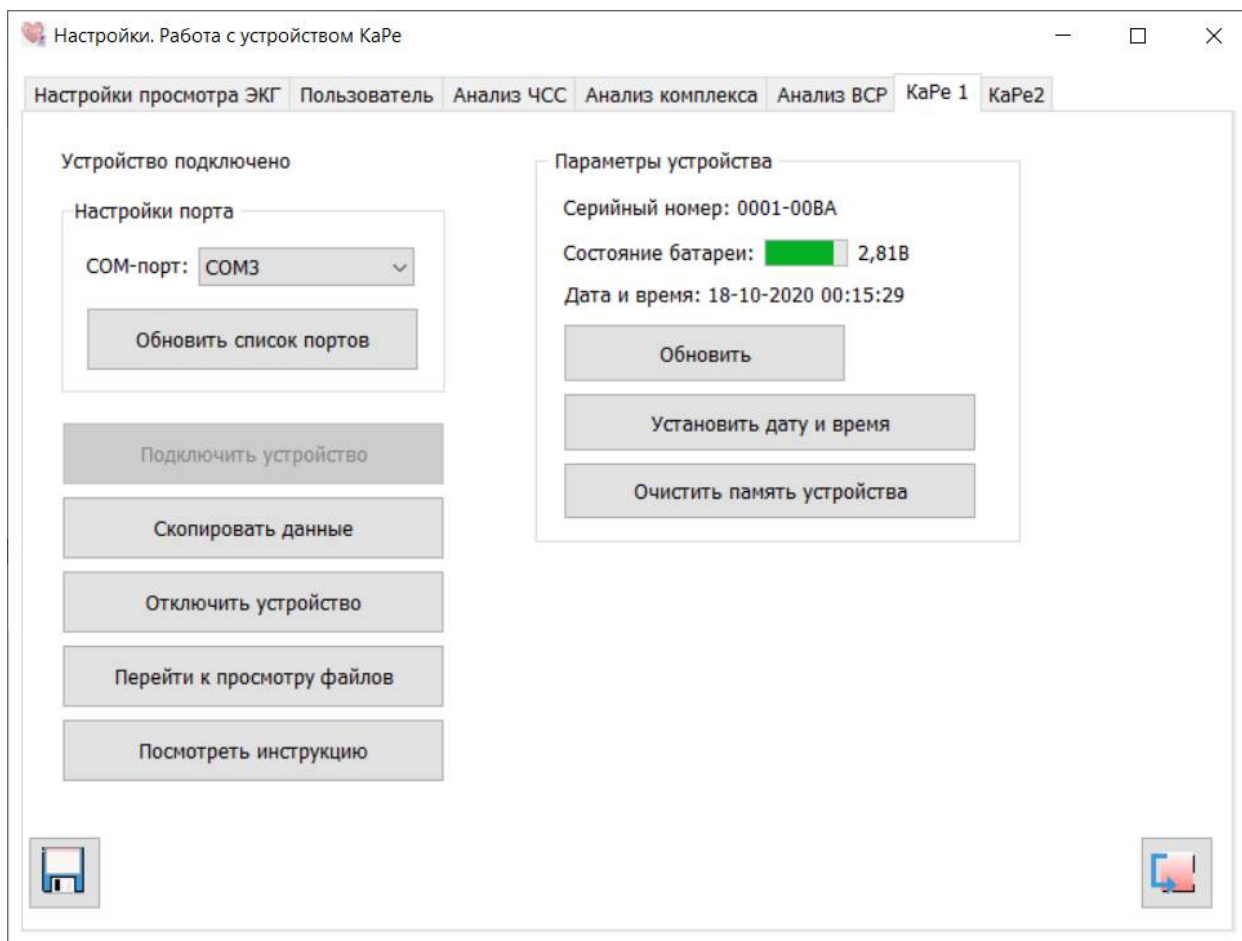 Настройки. Работа с устройством КаРе
Настройки просмотра ЭКГ Пользователь Анализ ЧСС Анализ комплекса Анализ ВСР КаРе 1 КаРе2
Устройство подключено
Настройки порта
COM-порт: COM3
Обновить список портов
Подключить устройство
Скопировать данные
Отключить устройство
Перейти к просмотру файлов
Посмотреть инструкцию
Параметры устройства
Серийный номер: 0001-00BA
Состояние батареи: 2,81В
Дата и время: 18-10-2020 00:15:29
Обновить
Установить дату и время
Очистить память устройства